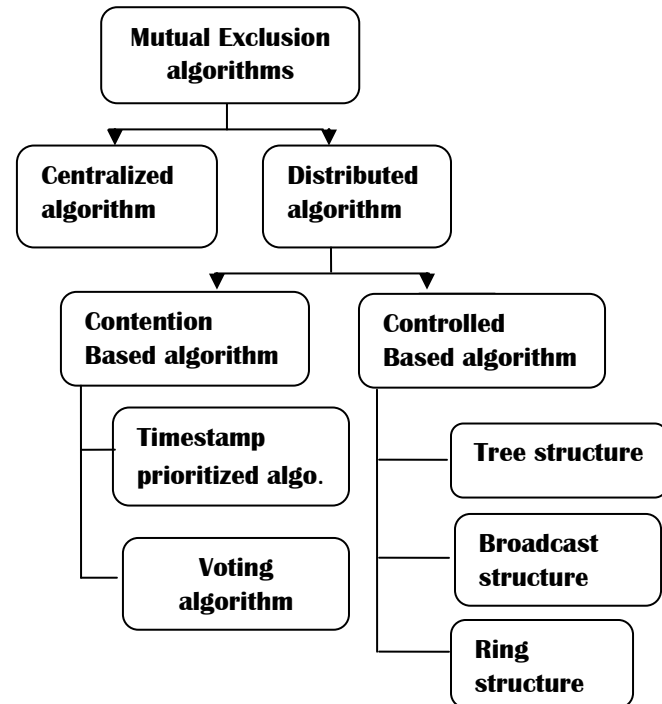 Mutual Exclusion
algorithms
Centralized
algorithm
Distributed
algorithm
Contention
Based algorithm
Controlled
Based algorithm
Timestamp
prioritized algo.
Tree structure
Voting
algorithm
Broadcast
structure
Ring
structure